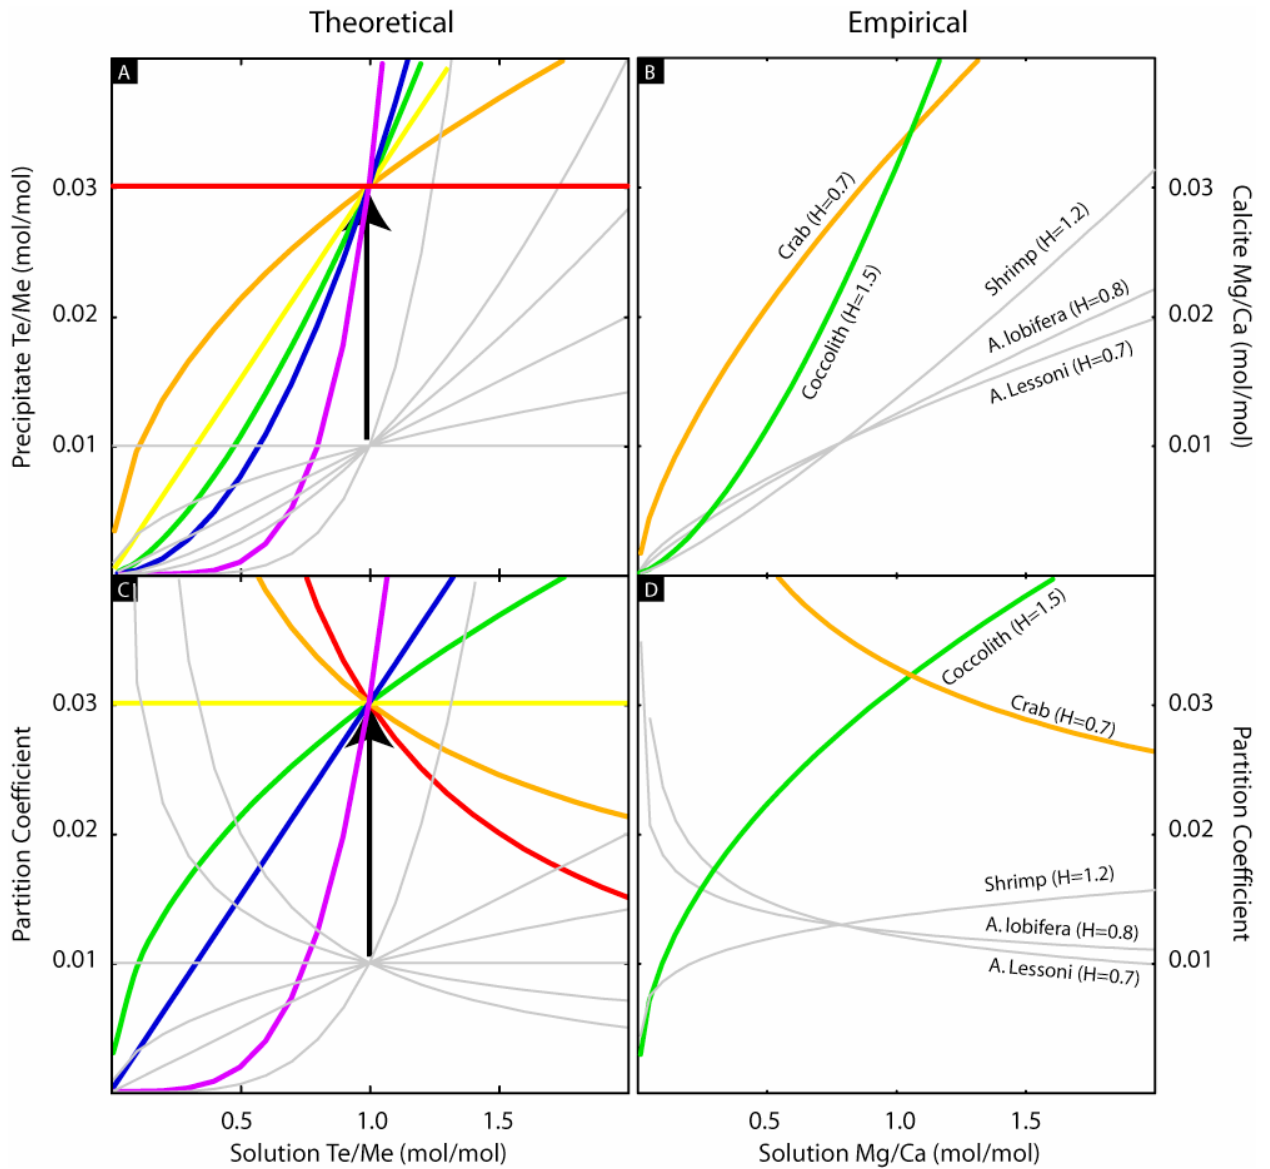 Theoretical
Empirical
A
B
Precipitate Te/Me (mol/mol)
0.03
0.02
0.01
Crab (H=0.7)
Coccolith (H=1.5)
Shrimp (H=1.2)
A. lobifera (H=0.8)
A. Lessoni (H=0.7)
0.03
0.02
0.01
Calcite Mg/Ca (mol/mol)
C
D
Partition Coefficient
0.03
0.02
0.01
Coccolith (H=1.5)
Crab (H=0.7)
Shrimp (H=1.2)
A. lobifera (H=0.8)
A. Lessoni (H=0.7)
0.03
0.02
0.01
Partition Coefficient
0.5 1.0 1.5
0.5 1.0 1.5
Solution Te/Me (mol/mol)
Solution Mg/Ca (mol/mol)